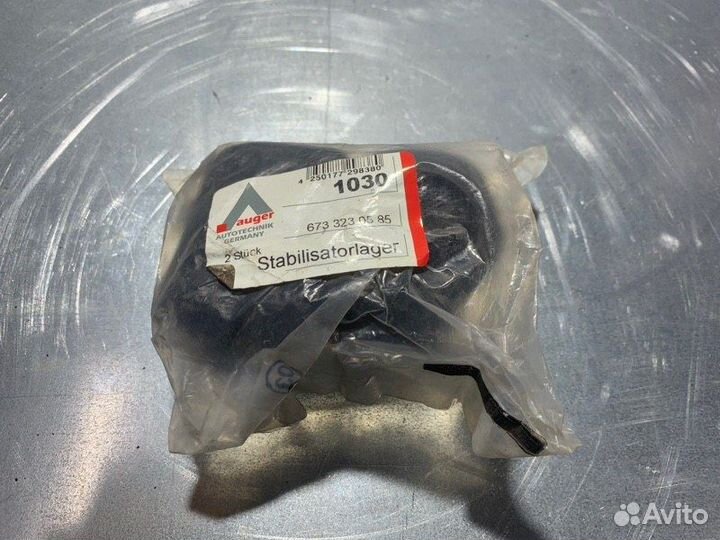 4 250177 298380
1030
auger
AUTOTECHNIK
GERMANY
673 323 05 85
2 Stück
Stabilisatorlager
Avito